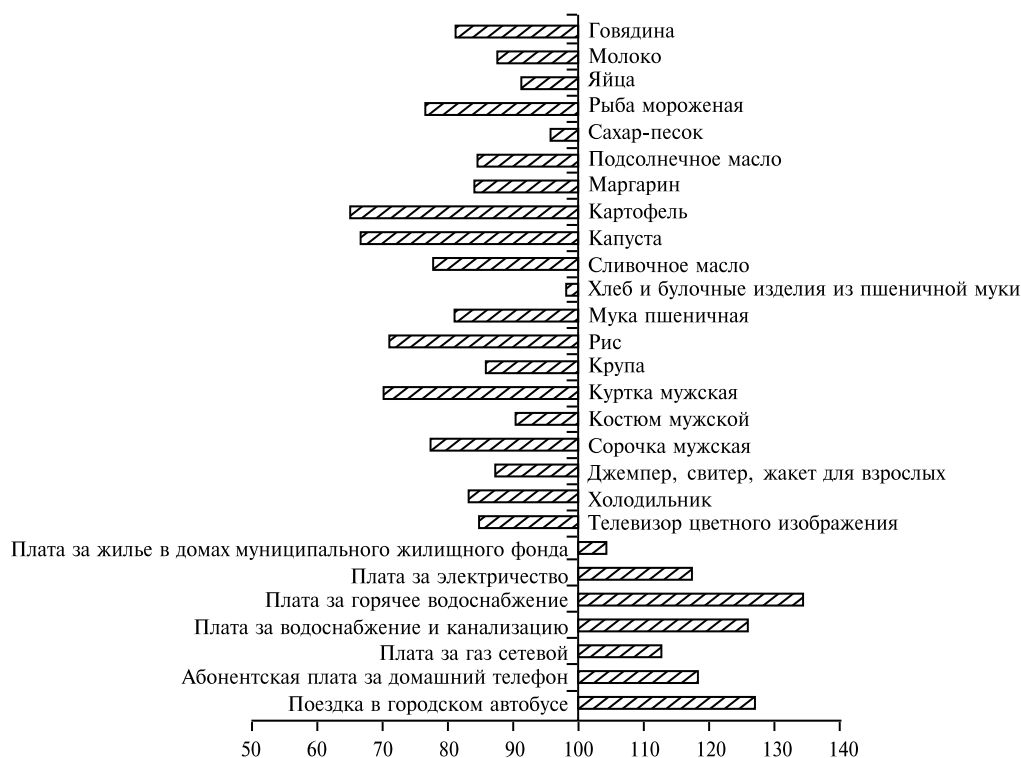 Говядина
Молоко
Яйца
Рыба мороженая
Сахар-песок
Подсолнечное масло
Маргарин
Картофель
Капуста
Сливочное масло
Хлеб и булочные изделия из пшеничной муки
Мука пшеничная
Рис
Крупа
Куртка мужская
Костюм мужской
Сорочка мужская
Джемпер, свитер, жакет для взрослых
Холодильник
Телевизор цветного изображения
Плата за жилье в домах муниципального жилищного фонда
Плата за электричество
Плата за горячее водоснабжение
Плата за водоснабжение и канализацию
Плата за газ сетевой
Абонентская плата за домашний телефон
Поездка в городском автобусе
50 60 70 80 90 100 110 120 130 140